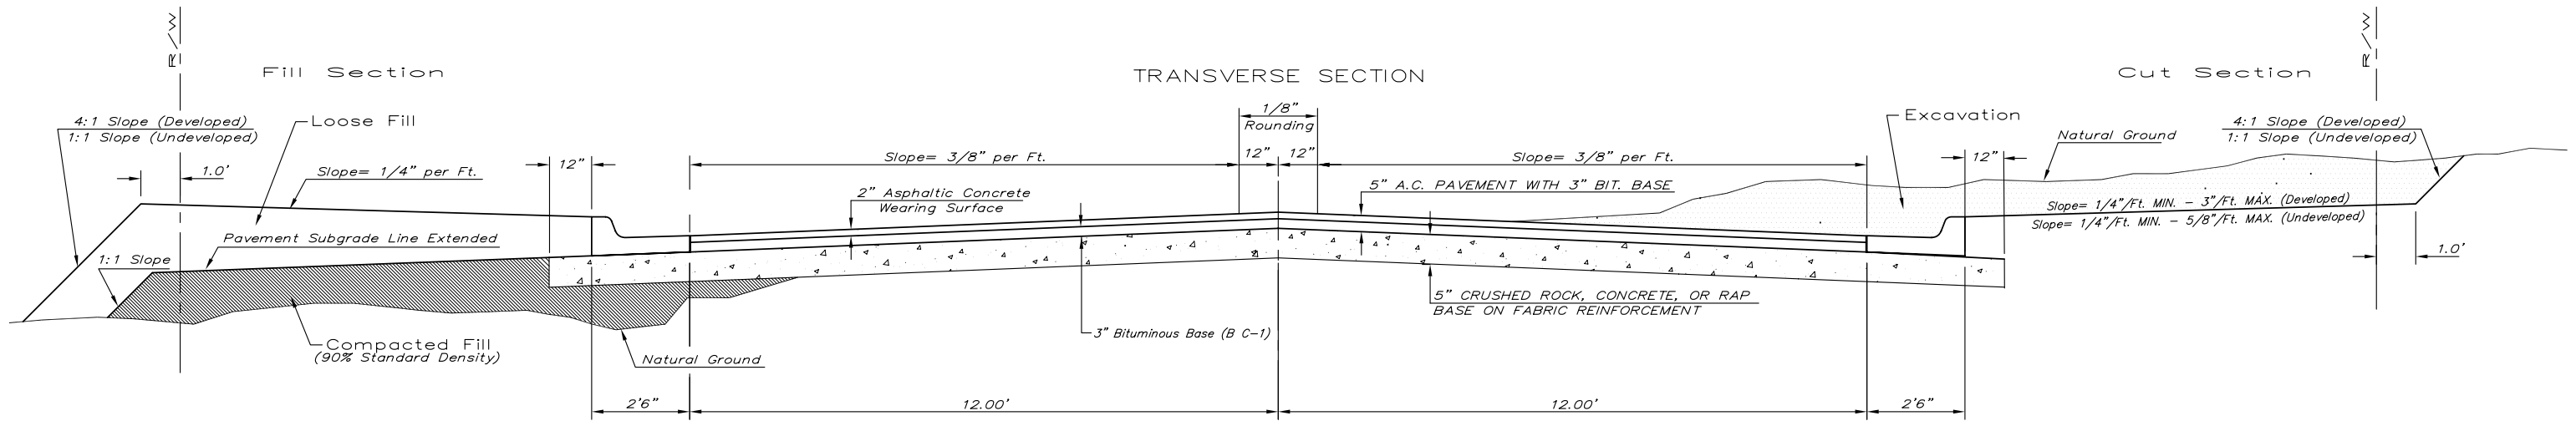 R/W
R/W
Fill Section
TRANSVERSE SECTION
Cut Section
4:1 Slope (Developed)
1:1 Slope (Undeveloped)
Loose Fill
1/8"
Rounding
Excavation
Natural Ground
4:1 Slope (Developed)
1:1 Slope (Undeveloped)
1.0'
Slope= 1/4" per Ft.
12"
Slope= 3/8" per Ft.
12"
12"
Slope= 3/8" per Ft.
12"
2" Asphaltic Concrete
Wearing Surface
5" A.C. PAVEMENT WITH 3" BIT. BASE
Slope= 1/4"/Ft. MIN. - 3"/Ft. MAX. (Developed)
Slope= 1/4"/Ft. MIN. - 5/8"/Ft. MAX. (Undeveloped)
Pavement Subgrade Line Extended
1:1 Slope
1.0'
5" CRUSHED ROCK, CONCRETE, OR RAP
BASE ON FABRIC REINFORCEMENT
3" Bituminous Base (B C-1)
Compacted Fill
(90% Standard Density)
Natural Ground
2'6"
12.00'
12.00'
2'6"